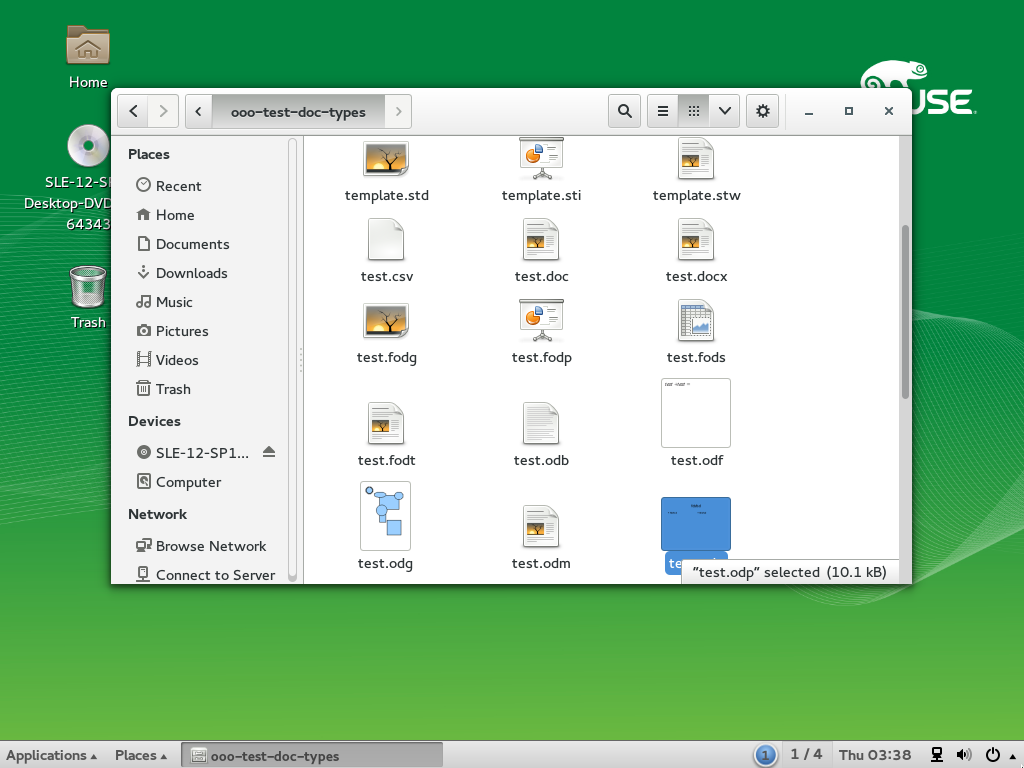 Home
SLE-12-SP
Desktop-DVD
64343
Trash
USE
ooo-test-doc-types
Places
Recent
Home
Documents
Downloads
Music
Pictures
Videos
Trash
Devices
SLE-12-SP1...
Computer
Network
Browse Network
Connect to Server
template.std
template.sti
template.stw
test.csv
test.doc
test.docx
test.fodg
test.fodp
test.fods
test.fodt
test.odb
test.odf
test.odg
test.odm
"test.odp" selected (10.1 kB)
Applications
Places
ooo-test-doc-types
1
1 / 4
Thu 03:38